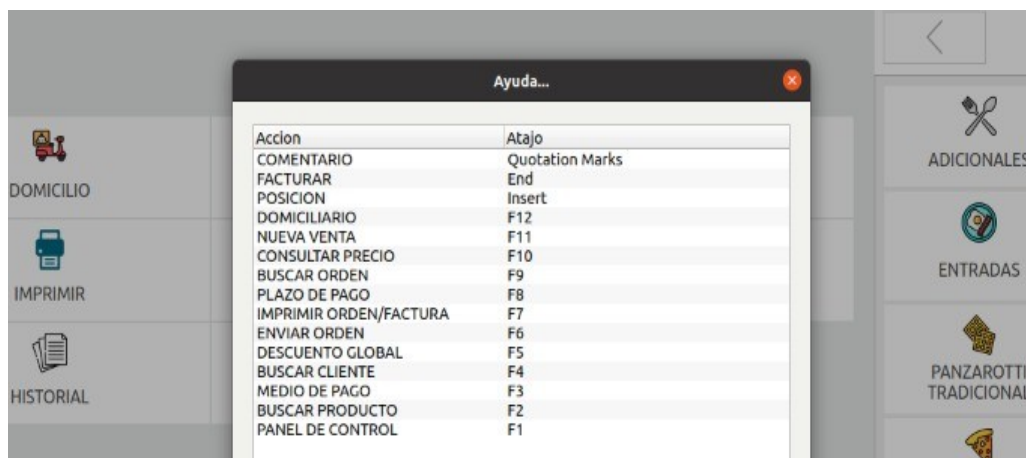 Ayuda...
Accion Atajo
COMENTARIO Quotation Marks
FACTURAR End
POSICION Insert
DOMICILIARIO F12
NUEVA VENTA F11
CONSULTAR PRECIO F10
BUSCAR ORDEN F9
PLAZO DE PAGO F8
IMPRIMIR ORDEN/FACTURA F7
ENVIAR ORDEN F6
DESCUENTO GLOBAL F5
BUSCAR CLIENTE F4
MEDIO DE PAGO F3
BUSCAR PRODUCTO F2
PANEL DE CONTROL F1
DOMICILIO
IMPRIMIR
HISTORIAL
ADICIONALES
ENTRADAS
PANZAROTTI
TRADICIONAL